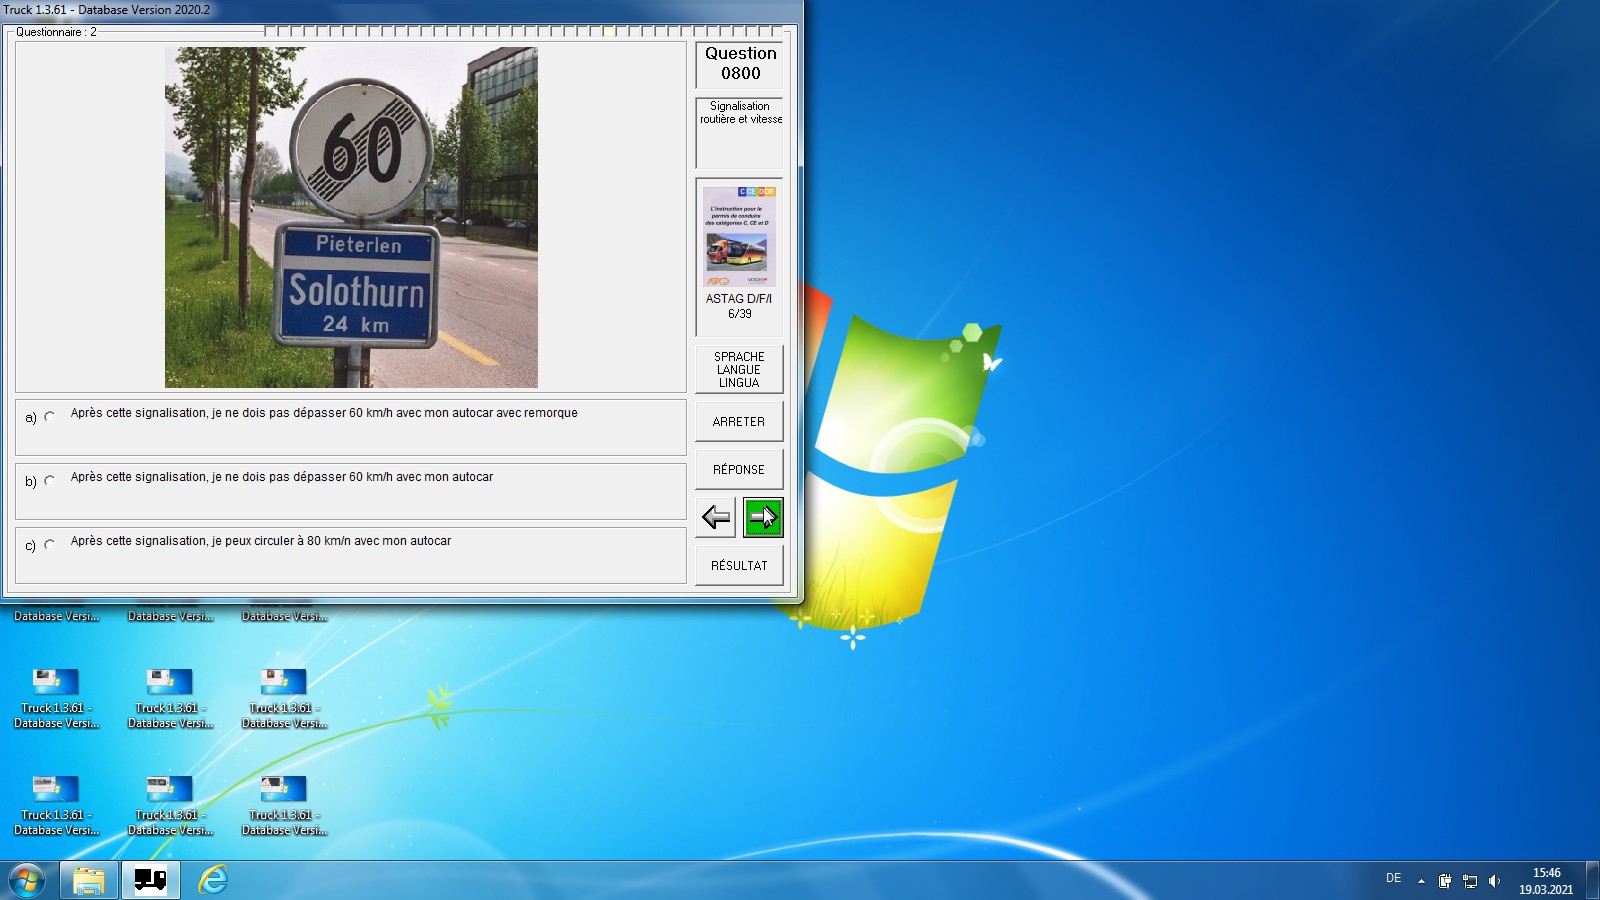 Truck 1.3.61 - Database Version 2020.2
Questionnaire : 2
60
Pieterlen
Solothurn
24 km
Question
0800
Signalisation
routière et vitesse
C CE D DE
L'instruction pour le
permis de conduire
des catégories C, CE et D
ASTAG D/F/I
6/39
SPRACHE
LANGUE
LINGUA
ARRETER
RÉPONSE
RÉSULTAT
a) Après cette signalisation, je ne dois pas dépasser 60 km/h avec mon autocar avec remorque
b) Après cette signalisation, je ne dois pas dépasser 60 km/h avec mon autocar
c) Après cette signalisation, je peux circuler à 80 km/n avec mon autocar
Database Versi... Database Versi... Database Versi...
Truck 1.3.61 - Truck 1.3.61 - Truck 1.3.61 -
Database Versi... Database Versi... Database Versi...
Truck 1.3.61 - Truck 1.3.61 - Truck 1.3.61 -
Database Versi... Database Versi... Database Versi...
DE
15:46
19.03.2021